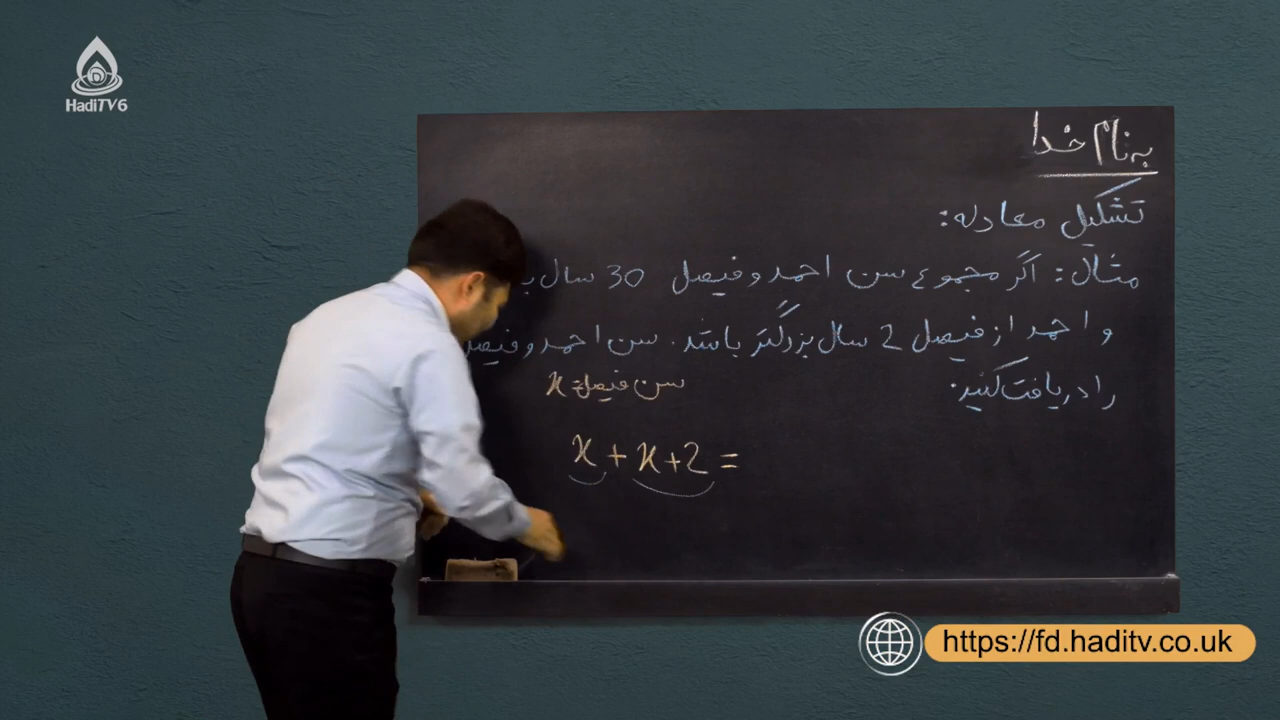 HadiTV6
به نام خدا
تشکیل معادله:
مثال: اگر مجموع سن احمد و فیصل 30 سال
و احمد از فیصل 2 سال بزرگتر باشد. سن احمد و فیصل
را دریافت کنید.
سن فیصل = x
x + x + 2 =
https://fd.haditv.co.uk